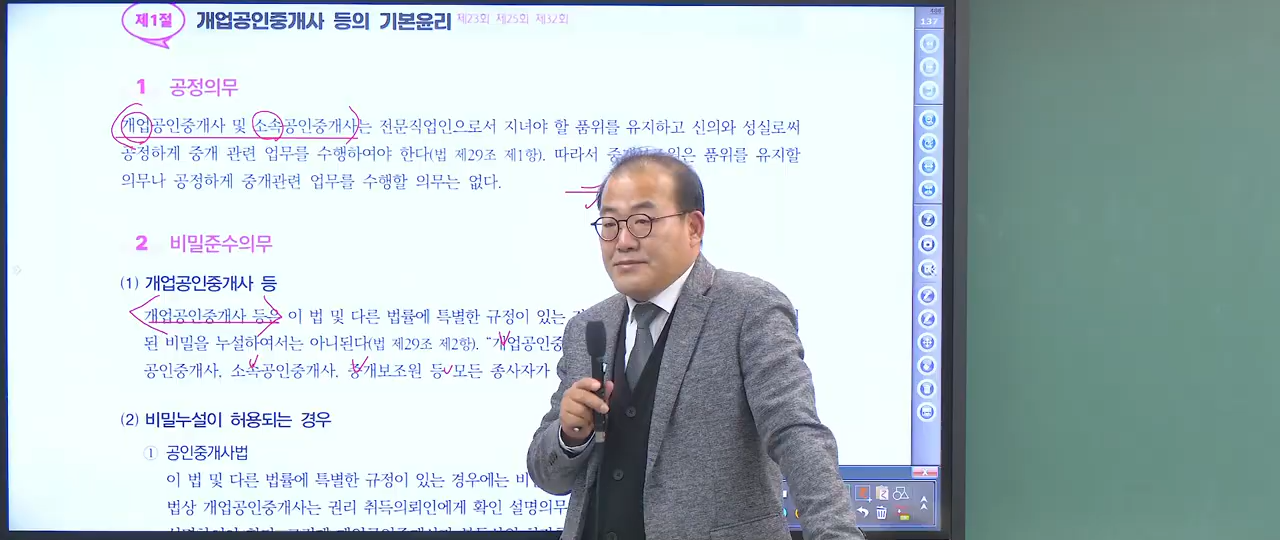 제1절 개업공인중개사 등의 기본윤리 제23회 제25회 제32회
1 공정의무
개업공인중개사 및 소속공인중개사는 전문직업인으로서 지녀야 할 품위를 유지하고 신의와 성실로써
공정하게 중개 관련 업무를 수행하여야 한다(법 제29조 제1항). 따라서 품위를 유지할
의무나 공정하게 중개관련 업무를 수행할 의무는 없다.
2 비밀준수의무
(1) 개업공인중개사 등
개업공인중개사 등은 이 법 및 다른 법률에 특별한 규정이 있는
된 비밀을 누설하여서는 아니된다(법 제29조 제2항). “개업공인중
공인중개사, 소속공인중개사, 중개보조원 등 모든 종사자가
(2) 비밀누설이 허용되는 경우
① 공인중개사법
이 법 및 다른 법률에 특별한 규정이 있는 경우에는 비
법상 개업공인중개사는 권리 취득의뢰인에게 확인 설명의무
137